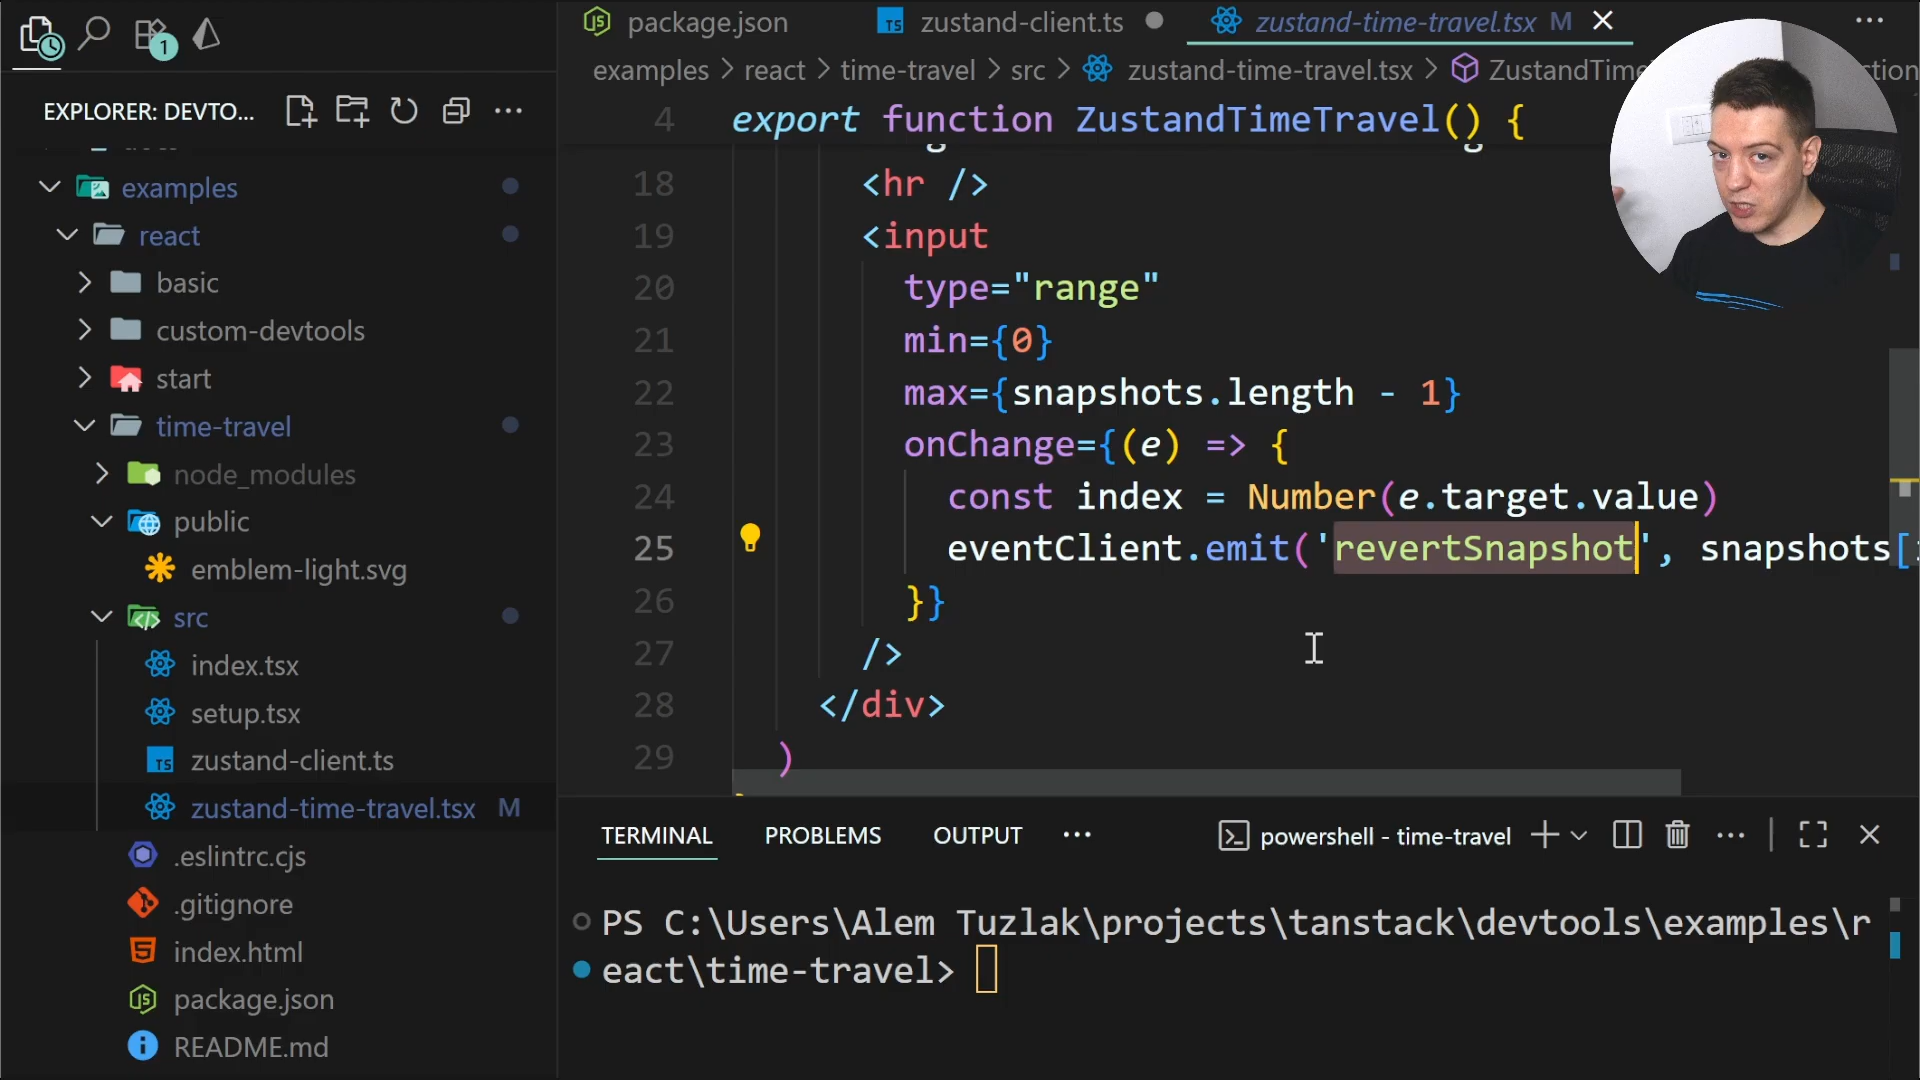 package.json
zustand-client.ts
zustand-time-travel.tsx M
1
examples > react > time-travel > src > zustand-time-travel.tsx >
EXPLORER: DEVTO...
4 export function ZustandTimeTravel() {
examples
react
basic
custom-devtools
start
time-travel
node_modules
public
emblem-light.svg
src
index.tsx
setup.tsx
zustand-client.ts
zustand-time-travel.tsx M
.eslintrc.cjs
.gitignore
index.html
package.json
README.md
18 <hr />
19 <input
20 type="range"
21 min={0}
22 max={snapshots.length - 1}
23 onChange={(e) => {
24 const index = Number(e.target.value)
25 eventClient.emit('revertSnapshot', snapshots[
26 }}
27 />
28 </div>
29 )
TERMINAL PROBLEMS OUTPUT
powershell - time-travel
PS C:\Users\Alem Tuzlak\projects\tanstack\devtools\examples\r
eact\time-travel>